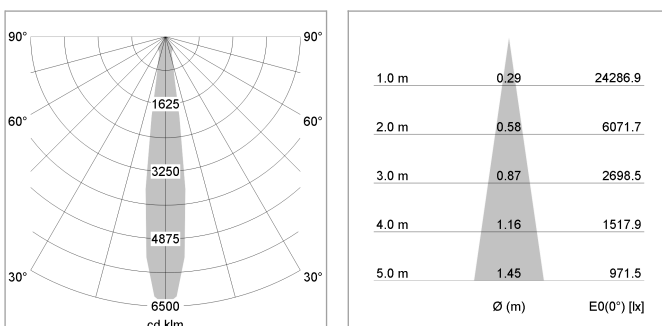 90° 90°
1625
60° 60°
3250
4875
30° 30°
6500
cd klm
1.0 m 0.29 24286.9
2.0 m 0.58 6071.7
3.0 m 0.87 2698.5
4.0 m 1.16 1517.9
5.0 m 1.45 971.5
Ø (m) E0(0°) [lx]